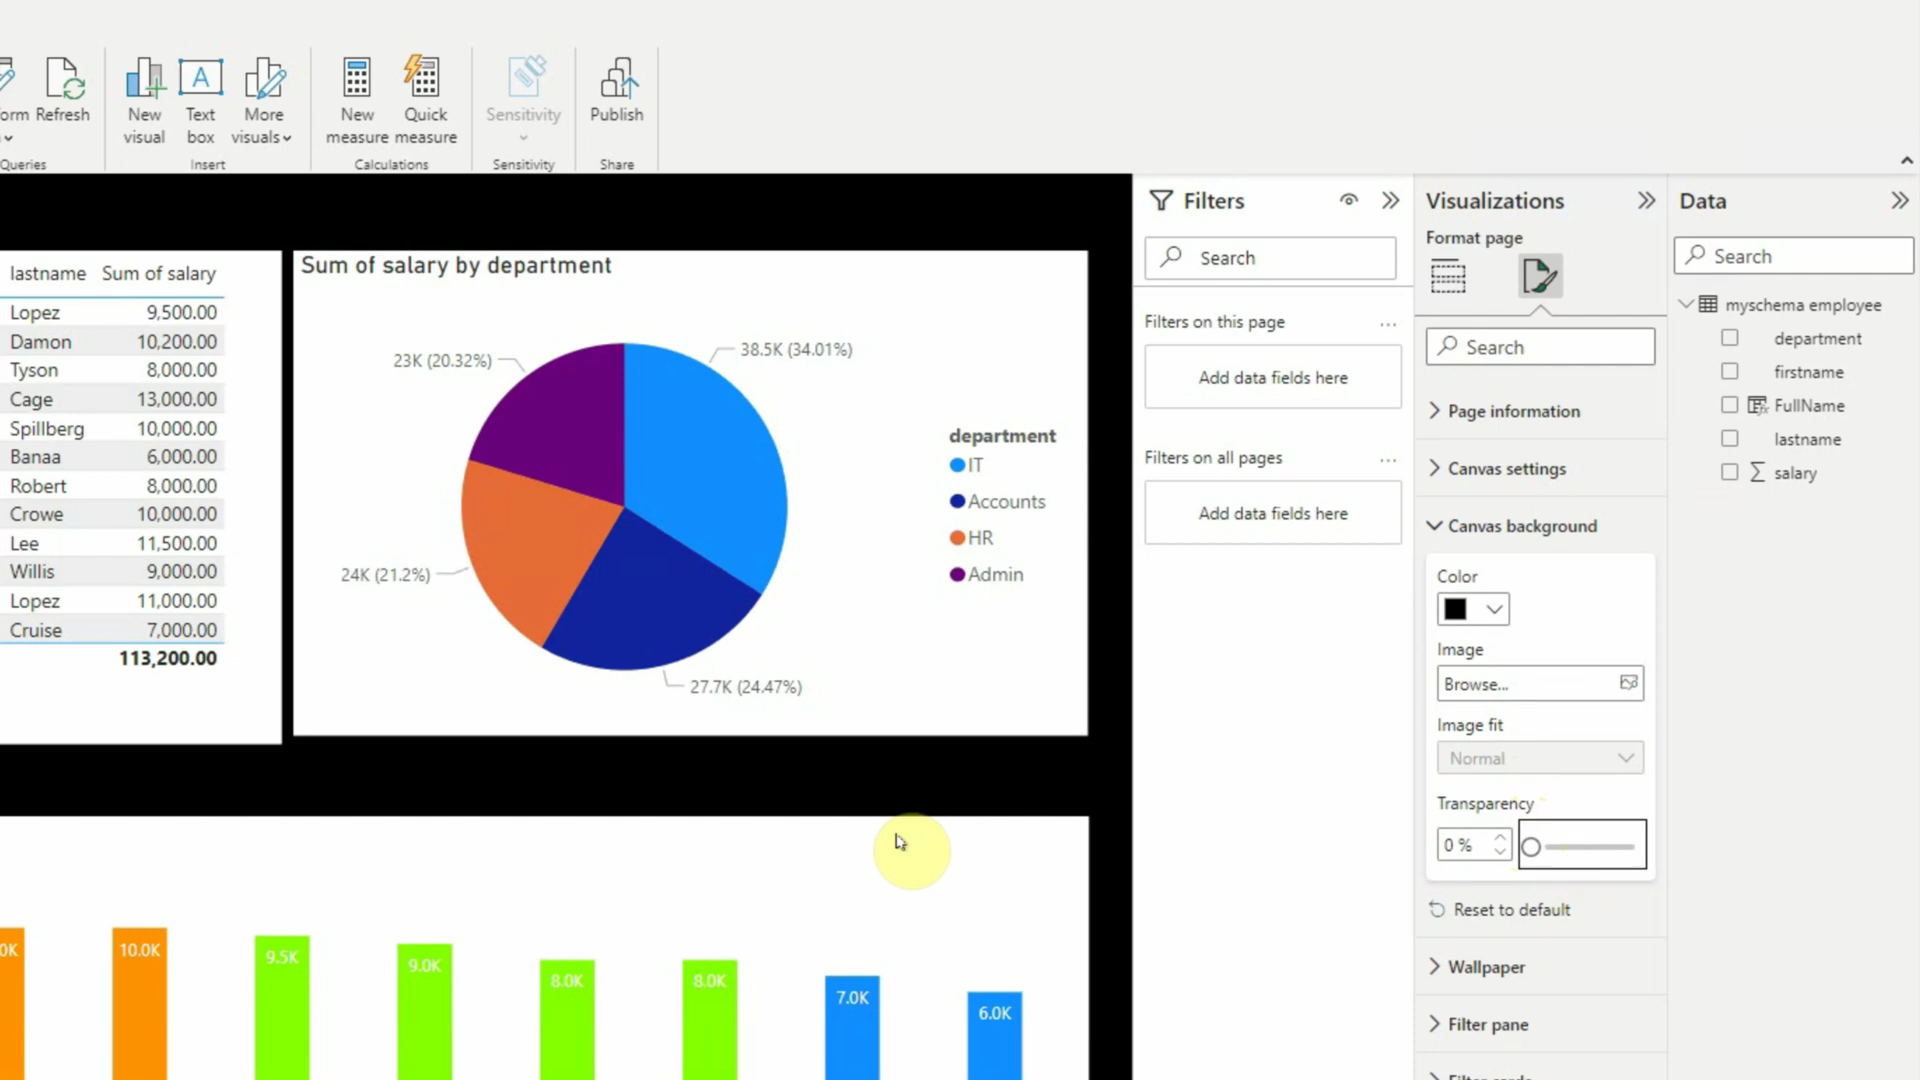 orm Refresh
Queries
New visual
Text box
More visuals
Insert
New measure
Quick measure
Calculations
Sensitivity
Sensitivity
Publish
Share
lastname Sum of salary
Lopez 9,500.00
Damon 10,200.00
Tyson 8,000.00
Cage 13,000.00
Spillberg 10,000.00
Banaa 6,000.00
Robert 8,000.00
Crowe 10,000.00
Lee 11,500.00
Willis 9,000.00
Lopez 11,000.00
Cruise 7,000.00
113,200.00
Sum of salary by department
38.5K (34.01%)
23K (20.32%)
24K (21.2%)
27.7K (24.47%)
department
IT
Accounts
HR
Admin
0K
10.0K
9.5K
9.0K
8.0K
8.0K
7.0K
6.0K
Filters
Search
Filters on this page ...
Add data fields here
Filters on all pages ...
Add data fields here
Visualizations
Format page
Search
Page information
Canvas settings
Canvas background
Color
Image
Browse...
Image fit
Normal
Transparency
0 %
Reset to default
Wallpaper
Filter pane
Data
Search
myschema employee
department
firstname
FullName
lastname
salary